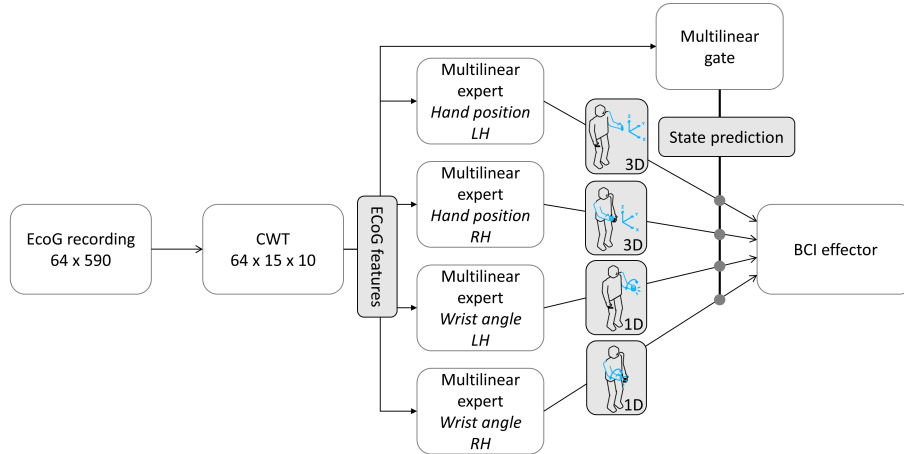 Multilinear
gate
Multilinear
expert
Hand position
LH
State prediction
3D
Multilinear
expert
Hand position
RH
3D
EcoG recording
64 x 590
CWT
64 x 15 x 10
ECoG features
BCI effector
Multilinear
expert
Wrist angle
LH
1D
Multilinear
expert
Wrist angle
RH
1D